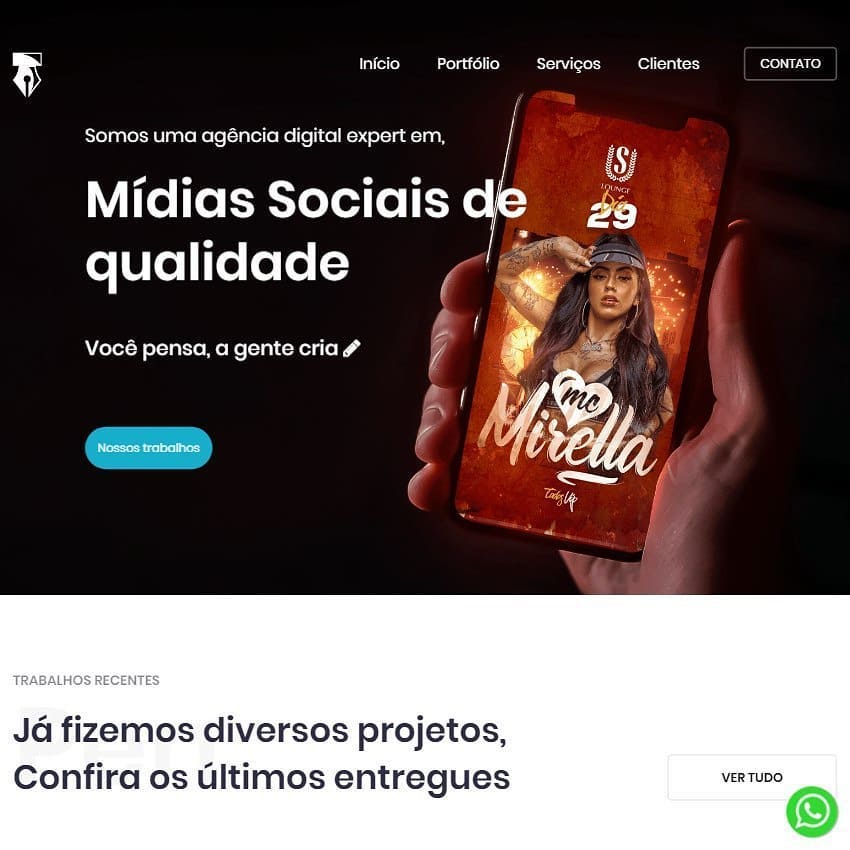 Início
Portfólio
Serviços
Clientes
CONTATO
Somos uma agência digital expert em,
Mídias Sociais de
qualidade
Você pensa, a gente cria
Nossos trabalhos
S
LOUNGE
Dia
29
mc
Mirella
TRABALHOS RECENTES
Já fizemos diversos projetos,
Confira os últimos entregues
VER TUDO